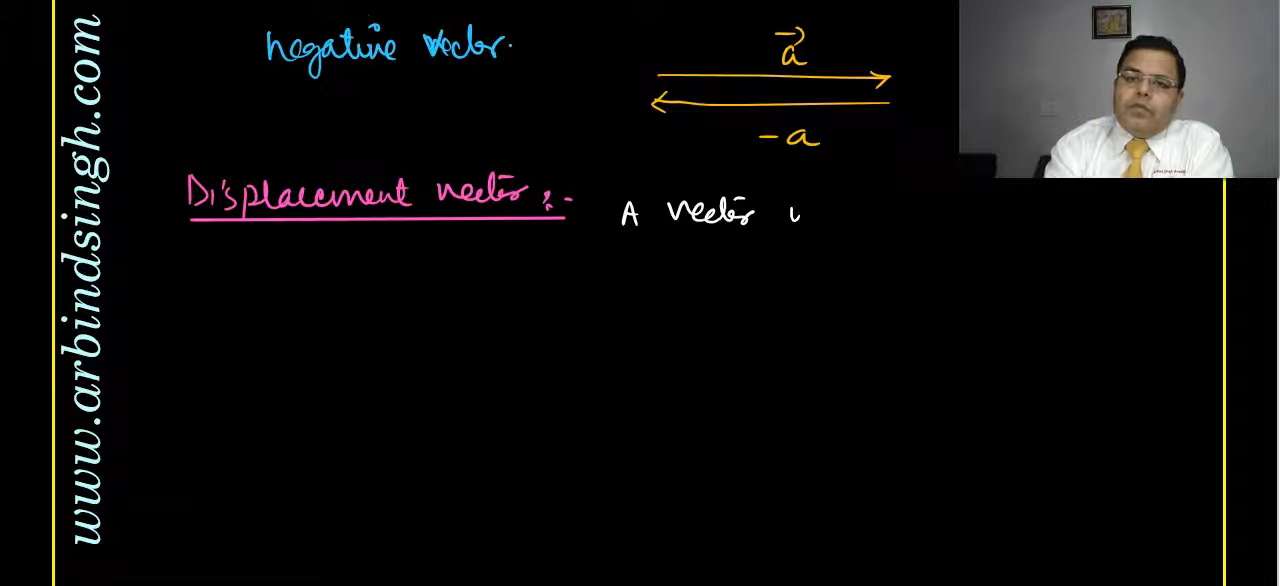 www.arbindsingh.com
negative vector.
a
-a
Displacement vector :-
A vector